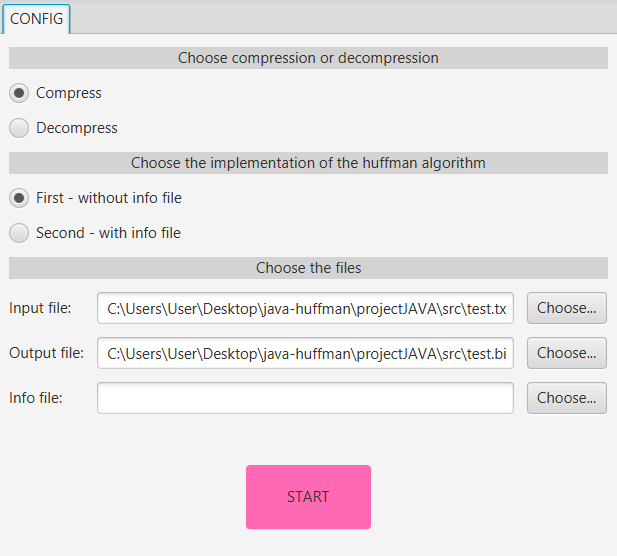 CONFIG
Choose compression or decompression
Compress
Decompress
Choose the implementation of the huffman algorithm
First - without info file
Second - with info file
Choose the files
Input file: C:\Users\User\Desktop\java-huffman\projectJAVA\src\test.tx Choose...
Output file: C:\Users\User\Desktop\java-huffman\projectJAVA\src\test.bi Choose...
Info file: Choose...
START